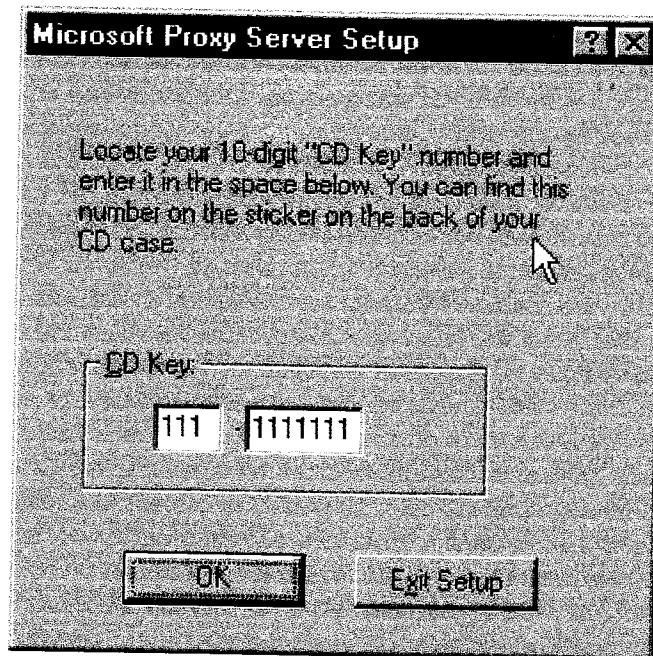 Microsoft Proxy Server Setup
Locate your 10-digit "CD Key" number and
enter it in the space below. You can find this
number on the sticker on the back of your
CD case.
CD Key:
111 - 1111111
OK Exit Setup